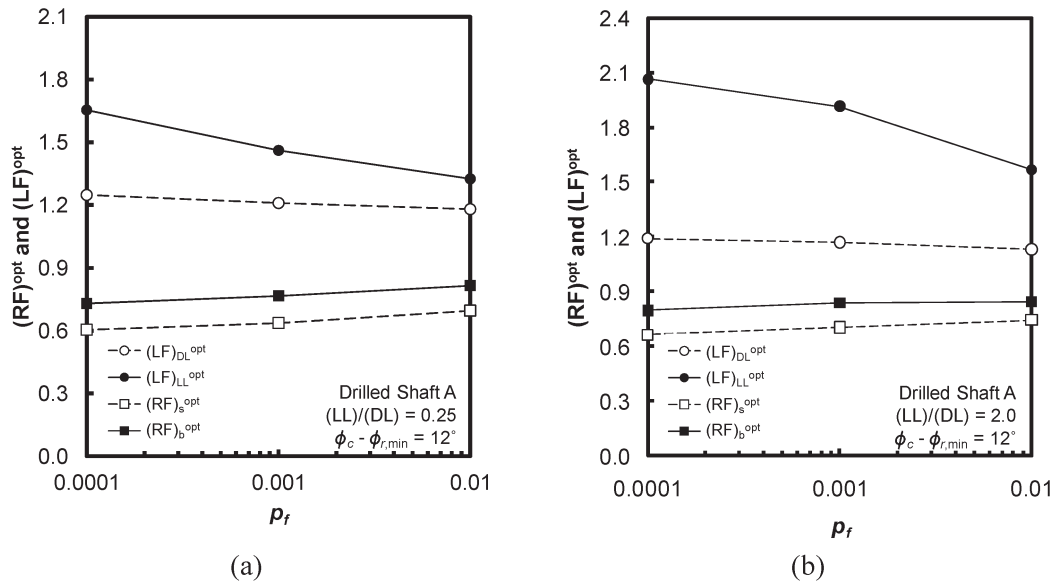 2.1
1.8
1.5
1.2
0.9
0.6
0.3
0.0
(RF)ᵒᵖᵗ and (LF)ᵒᵖᵗ
(LF)DLᵒᵖᵗ
(LF)LLᵒᵖᵗ
(RF)sᵒᵖᵗ
(RF)bᵒᵖᵗ
Drilled Shaft A
(LL)/(DL) = 0.25
ϕc - ϕr,min = 12°
0.0001 0.001 0.01
pf
(a)
2.4
2.1
1.8
1.5
1.2
0.9
0.6
0.3
0.0
(RF)ᵒᵖᵗ and (LF)ᵒᵖᵗ
(LF)DLᵒᵖᵗ
(LF)LLᵒᵖᵗ
(RF)sᵒᵖᵗ
(RF)bᵒᵖᵗ
Drilled Shaft A
(LL)/(DL) = 2.0
ϕc - ϕr,min = 12°
0.0001 0.001 0.01
pf
(b)